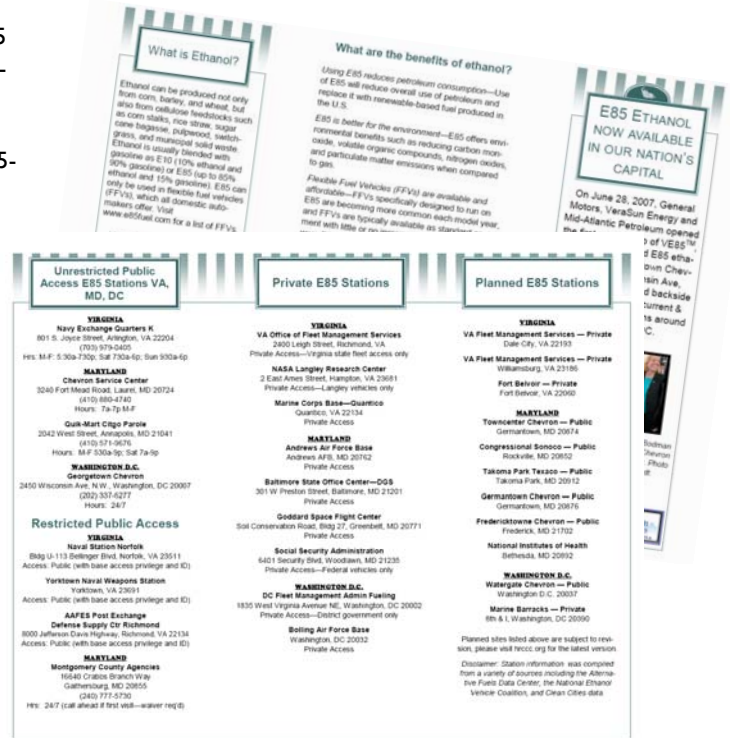 5
-
5-
What is Ethanol?
Ethanol can be produced not only
from corn, barley, and wheat, but
also from cellulose feedstocks such
as corn stalks, rice straw, sugar
cane bagasse, pulpwood, switch-
grass, and municipal solid waste.
Ethanol is usually blended with
gasoline as E10 (10% ethanol and
90% gasoline) or E85 (up to 85%
ethanol and 15% gasoline). E85 can
only be used in flexible fuel vehicles
(FFVs), which all domestic auto-
makers offer. Visit
www.e85fuel.com for a list of FFVs
What are the benefits of ethanol?
Using E85 reduces petroleum consumption—Use
of E85 will reduce overall use of petroleum and
replace it with renewable-based fuel produced in
the U.S.
E85 is better for the environment—E85 offers envi-
ronmental benefits such as reducing carbon mon-
oxide, volatile organic compounds, nitrogen oxides,
and particulate matter emissions when compared
to gas.
Flexible Fuel Vehicles (FFVs) are available and
affordable—FFVs specifically designed to run on
E85 are becoming more common each model year,
and FFVs are typically available as standard
ment with little or no
E85 ETHANOL
NOW AVAILABLE
IN OUR NATION'S
CAPITAL
On June 28, 2007, General
Motors, VeraSun Energy and
Mid-Atlantic Petroleum opened
of VE85™
E85 etha-
own Chev-
sin Ave,
d backside
urrent &
s around
C.
Bodman
Chevron
Photo
Unrestricted Public
Access E85 Stations VA,
MD, DC
VIRGINIA
Navy Exchange Quarters K
801 S. Joyce Street, Arlington, VA 22204
(703) 979-0405
Hrs: M-F: 5:30a-730p; Sat 730a-6p; Sun 930a-6p
MARYLAND
Chevron Service Center
3240 Fort Mead Road, Laurel, MD 20724
(410) 880-4740
Hours: 7a-7p M-F
Quik-Mart Citgo Parole
2042 West Street, Annapolis, MD 21041
(410) 571-9676
Hours: M-F 530a-9p; Sat 7a-9p
WASHINGTON D.C.
Georgetown Chevron
2450 Wisconsin Ave, N.W., Washington, DC 20007
(202) 337-6277
Hours: 24/7
Restricted Public Access
VIRGINIA
Naval Station Norfolk
Bldg U-113 Bellinger Blvd, Norfolk, VA 23511
Access: Public (with base access privilege and ID)
Yorktown Naval Weapons Station
Yorktown, VA 23691
Access: Public (with base access privilege and ID)
AAFES Post Exchange
Defense Supply Ctr Richmond
8000 Jefferson Davis Highway, Richmond, VA 22134
Access: Public (with base access privilege and ID)
MARYLAND
Montgomery County Agencies
16640 Crabbs Branch Way
Gaithersburg, MD 20855
(240) 777-5730
Hrs: 24/7 (call ahead if first visit—waiver req'd)
Private E85 Stations
VIRGINIA
VA Office of Fleet Management Services
2400 Leigh Street, Richmond, VA
Private Access—Virginia state fleet access only
NASA Langley Research Center
2 East Ames Street, Hampton, VA 23681
Private Access—Langley vehicles only
Marine Corps Base—Quantico
Quantico, VA 22134
Private Access
MARYLAND
Andrews Air Force Base
Andrews AFB, MD 20762
Private Access
Baltimore State Office Center—DGS
301 W Preston Street, Baltimore, MD 21201
Private Access
Goddard Space Flight Center
Soil Conservation Road, Bldg 27, Greenbelt, MD 20771
Private Access
Social Security Administration
6401 Security Blvd, Woodlawn, MD 21235
Private Access—Federal vehicles only
WASHINGTON D.C.
DC Fleet Management Admin Fueling
1835 West Virginia Avenue NE, Washington, DC 20002
Private Access—District government only
Bolling Air Force Base
Washington, DC 20032
Private Access
Planned E85 Stations
VIRGINIA
VA Fleet Management Services — Private
Dale City, VA 22193
VA Fleet Management Services — Private
Williamsburg, VA 23186
Fort Belvoir — Private
Fort Belvoir, VA 22060
MARYLAND
Towncenter Chevron — Public
Germantown, MD 20874
Congressional Sonoco — Public
Rockville, MD 20852
Takoma Park Texaco — Public
Takoma Park, MD 20912
Germantown Chevron — Public
Germantown, MD 20876
Fredericktowne Chevron — Public
Frederick, MD 21702
National Institutes of Health
Bethesda, MD 20892
WASHINGTON D.C.
Watergate Chevron — Public
Washington D.C. 20037
Marine Barracks — Private
8th & I, Washington, DC 20390
Planned sites listed above are subject to revi-
sion, please visit hrccc.org for the latest version.
Disclaimer: Station information was compiled
from a variety of sources including the Alterna-
tive Fuels Data Center, the National Ethanol
Vehicle Coalition, and Clean Cities data.